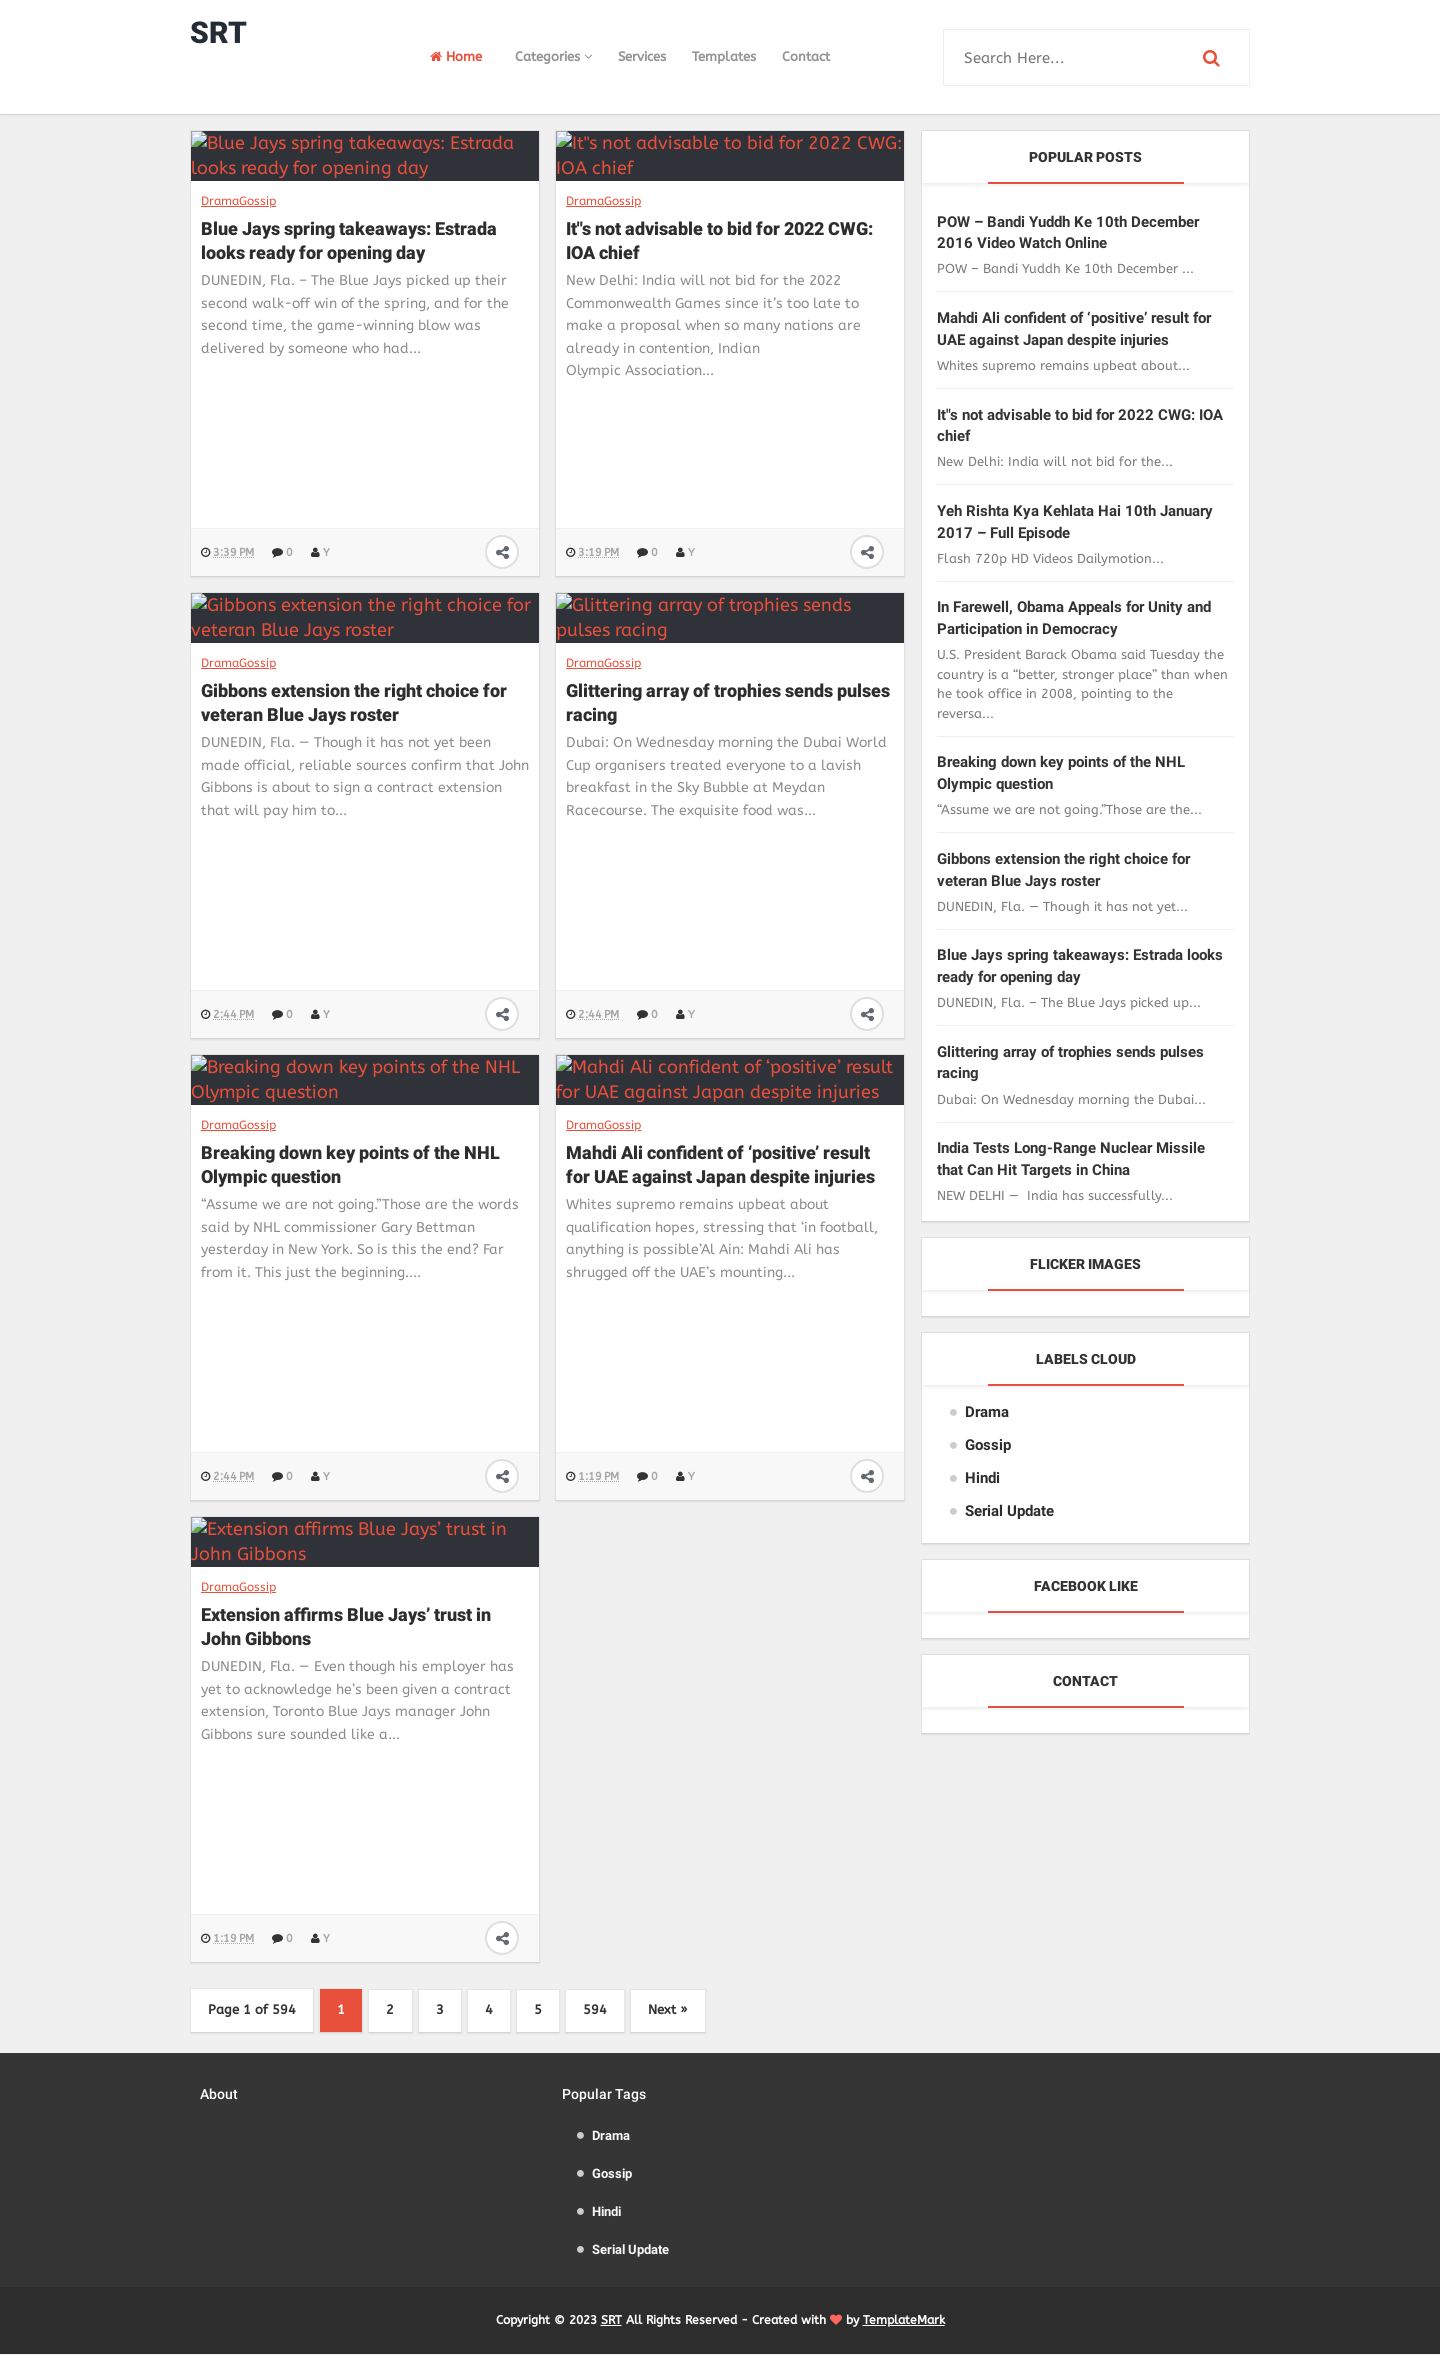 SRT
Home
Categories
Services
Templates
Contact
Search Here...
Blue Jays spring takeaways: Estrada
looks ready for opening day
DramaGossip
Blue Jays spring takeaways: Estrada
looks ready for opening day
DUNEDIN, Fla. – The Blue Jays picked up their
second walk-off win of the spring, and for the
second time, the game-winning blow was
delivered by someone who had...
3:39 PM 0 Y
It"s not advisable to bid for 2022 CWG:
IOA chief
DramaGossip
It"s not advisable to bid for 2022 CWG:
IOA chief
New Delhi: India will not bid for the 2022
Commonwealth Games since it’s too late to
make a proposal when so many nations are
already in contention, Indian
Olympic Association...
3:19 PM 0 Y
Gibbons extension the right choice for
veteran Blue Jays roster
DramaGossip
Gibbons extension the right choice for
veteran Blue Jays roster
DUNEDIN, Fla. — Though it has not yet been
made official, reliable sources confirm that John
Gibbons is about to sign a contract extension
that will pay him to...
2:44 PM 0 Y
Glittering array of trophies sends
pulses racing
DramaGossip
Glittering array of trophies sends pulses
racing
Dubai: On Wednesday morning the Dubai World
Cup organisers treated everyone to a lavish
breakfast in the Sky Bubble at Meydan
Racecourse. The exquisite food was...
2:44 PM 0 Y
Breaking down key points of the NHL
Olympic question
DramaGossip
Breaking down key points of the NHL
Olympic question
“Assume we are not going.”Those are the words
said by NHL commissioner Gary Bettman
yesterday in New York. So is this the end? Far
from it. This just the beginning....
2:44 PM 0 Y
Mahdi Ali confident of ‘positive’ result
for UAE against Japan despite injuries
DramaGossip
Mahdi Ali confident of ‘positive’ result
for UAE against Japan despite injuries
Whites supremo remains upbeat about
qualification hopes, stressing that ‘in football,
anything is possible’Al Ain: Mahdi Ali has
shrugged off the UAE’s mounting...
1:19 PM 0 Y
Extension affirms Blue Jays’ trust in
John Gibbons
DramaGossip
Extension affirms Blue Jays’ trust in
John Gibbons
DUNEDIN, Fla. — Even though his employer has
yet to acknowledge he’s been given a contract
extension, Toronto Blue Jays manager John
Gibbons sure sounded like a...
1:19 PM 0 Y
Page 1 of 594 1 2 3 4 5 594 Next »
POPULAR POSTS
POW – Bandi Yuddh Ke 10th December
2016 Video Watch Online
POW – Bandi Yuddh Ke 10th December ...
Mahdi Ali confident of ‘positive’ result for
UAE against Japan despite injuries
Whites supremo remains upbeat about...
It"s not advisable to bid for 2022 CWG: IOA
chief
New Delhi: India will not bid for the...
Yeh Rishta Kya Kehlata Hai 10th January
2017 – Full Episode
Flash 720p HD Videos Dailymotion...
In Farewell, Obama Appeals for Unity and
Participation in Democracy
U.S. President Barack Obama said Tuesday the
country is a “better, stronger place” than when
he took office in 2008, pointing to the
reversa...
Breaking down key points of the NHL
Olympic question
“Assume we are not going.”Those are the...
Gibbons extension the right choice for
veteran Blue Jays roster
DUNEDIN, Fla. — Though it has not yet...
Blue Jays spring takeaways: Estrada looks
ready for opening day
DUNEDIN, Fla. – The Blue Jays picked up...
Glittering array of trophies sends pulses
racing
Dubai: On Wednesday morning the Dubai...
India Tests Long-Range Nuclear Missile
that Can Hit Targets in China
NEW DELHI — India has successfully...
FLICKER IMAGES
LABELS CLOUD
Drama
Gossip
Hindi
Serial Update
FACEBOOK LIKE
CONTACT
About
Popular Tags
Drama
Gossip
Hindi
Serial Update
Copyright © 2023 SRT All Rights Reserved - Created with ❤ by TemplateMark